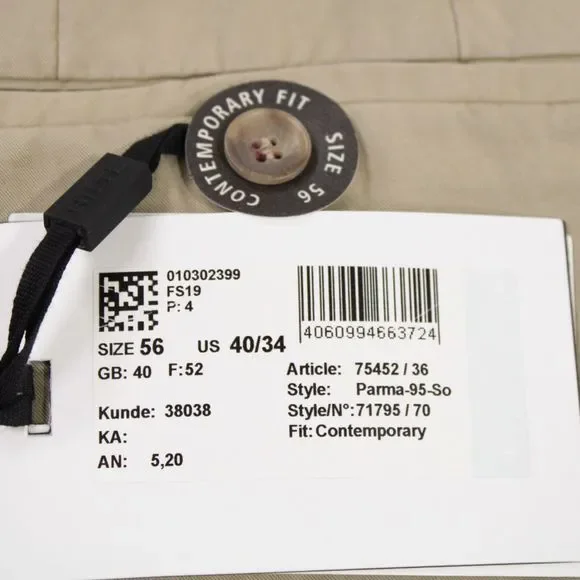 CONTEMPORARY FIT
SIZE 56
010302399
FS19
P: 4
4060994663724
SIZE 56 US 40/34
GB: 40 F: 52
Article: 75452 / 36
Style: Parma-95-So
Kunde: 38038
Style/N°: 71795 / 70
KA:
Fit: Contemporary
AN: 5,20